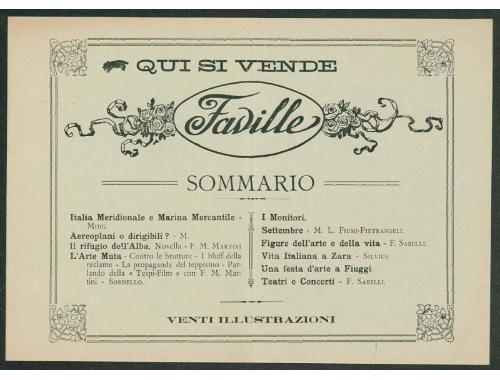 QUI SI VENDE
Faville
SOMMARIO
Italia Meridionale e Marina Mercantile -
MING.
Aereoplani o dirigibili? - M.
Il rifugio dell'Alba, Novella - F. M. MARTINI
L'Arte Muta - Contro le brutture - I bluff della
reclame - La propaganda del teppismo - Par-
lando della « Tespi-Film » con F. M. Mar-
tini - SORDELLO.
I Monitori.
Settembre - M. L. FIUMI-PIETRANGELI.
Figure dell'arte e della vita - F. SABELLI.
Vita Italiana a Zara - SILVIUS.
Una festa d'arte a Fiuggi.
Teatri e Concerti - F. SABELLI.
VENTI ILLUSTRAZIONI